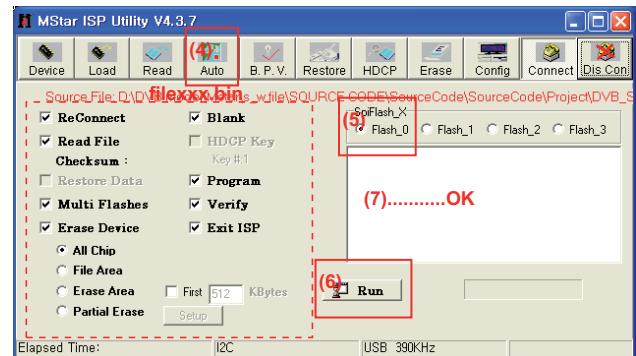 MStar ISP Utility V4.3.7
(4)
Device Load Read Auto B. P. V. Restore HDCP Erase Config Connect Dis Con
filexxx.bin
ReConnect Blank
(5)
SpiFlash_X
Flash_0 Flash_1 Flash_2 Flash_3
Read File HDCP Key
Checksum : Key #:1
Restore Data Program
Multi Flashes Verify
(7)...........OK
Erase Device Exit ISP
All Chip
File Area
(6)
Erase Area First 512 KBytes
Run
Partial Erase Setup
Elapsed Time: I2C USB 390KHz